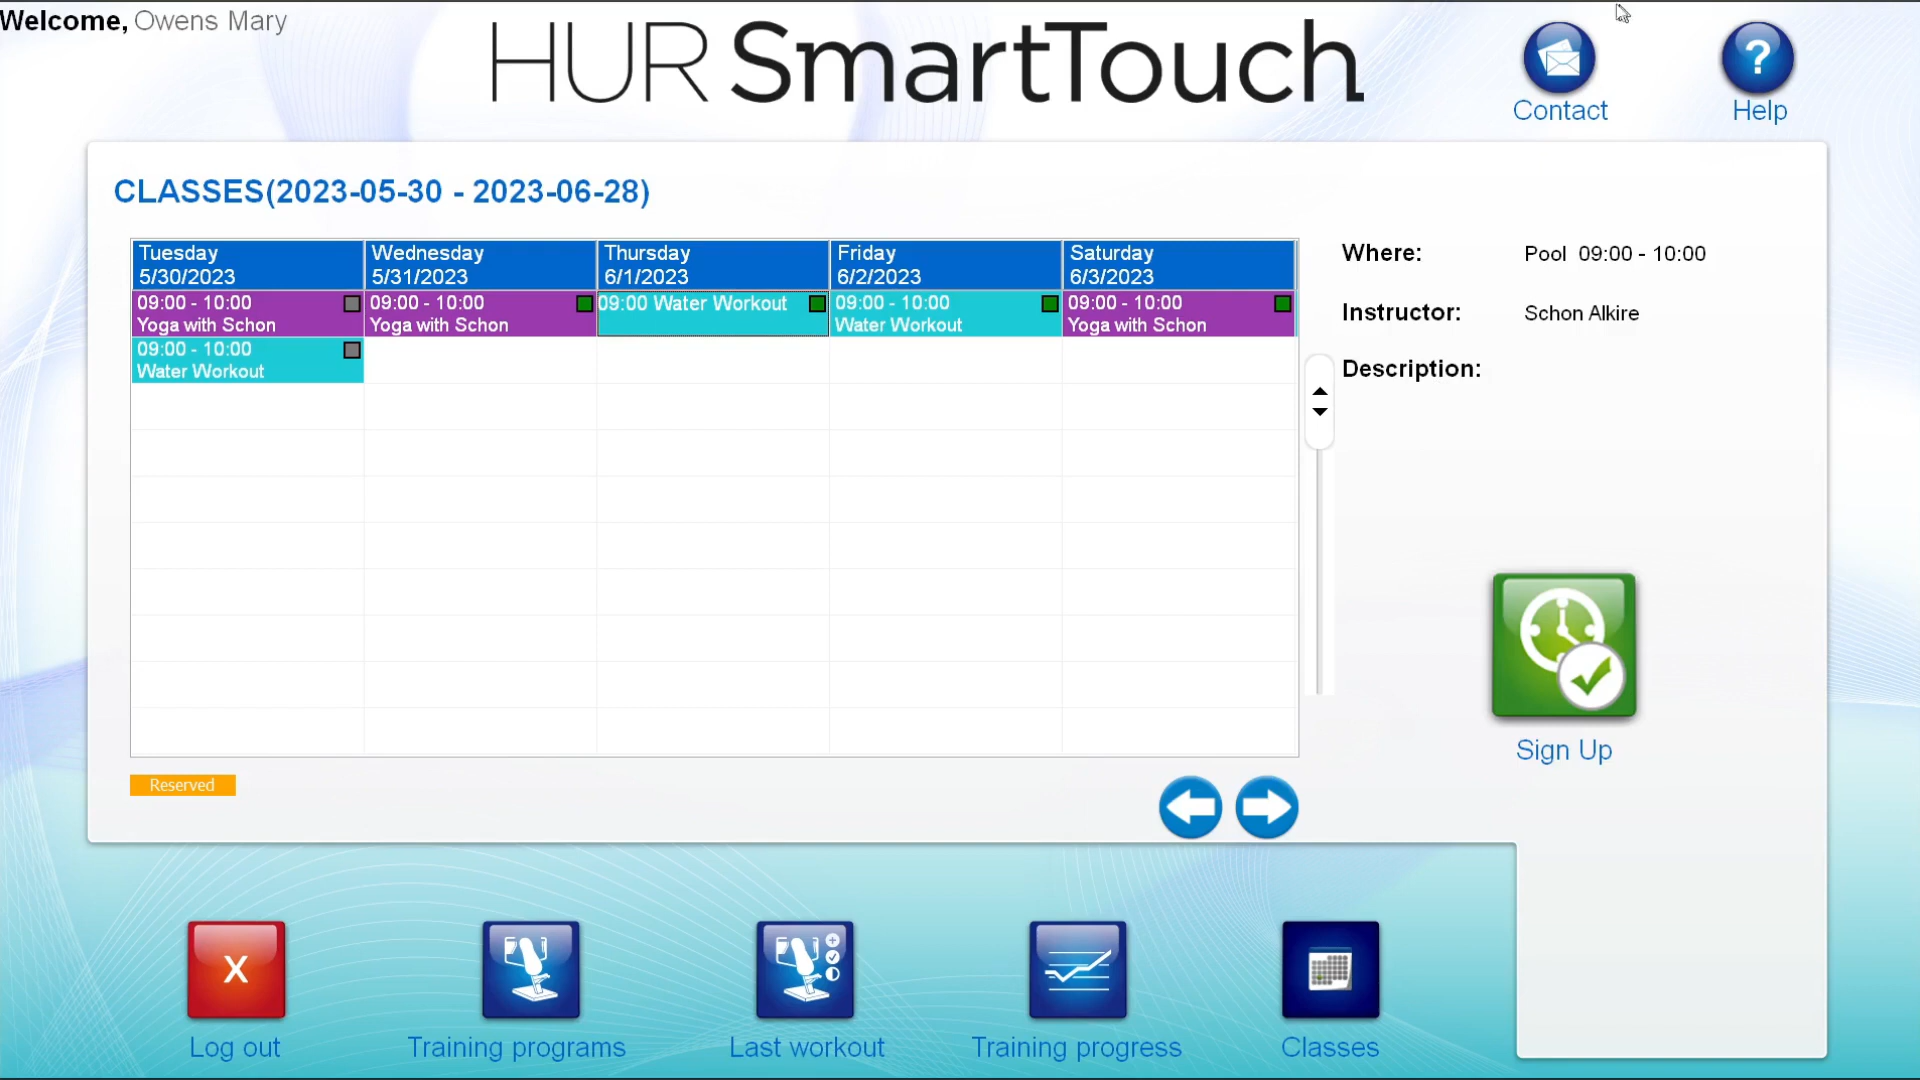 Welcome, Owens Mary
HUR SmartTouch
Contact
Help
CLASSES(2023-05-30 - 2023-06-28)
Tuesday
5/30/2023
Wednesday
5/31/2023
Thursday
6/1/2023
Friday
6/2/2023
Saturday
6/3/2023
09:00 - 10:00
Yoga with Schon
09:00 - 10:00
Yoga with Schon
09:00 Water Workout
09:00 - 10:00
Water Workout
09:00 - 10:00
Yoga with Schon
09:00 - 10:00
Water Workout
Where: Pool 09:00 - 10:00
Instructor: Schon Alkire
Description:
Sign Up
Reserved
X
Log out
Training programs
Last workout
Training progress
Classes